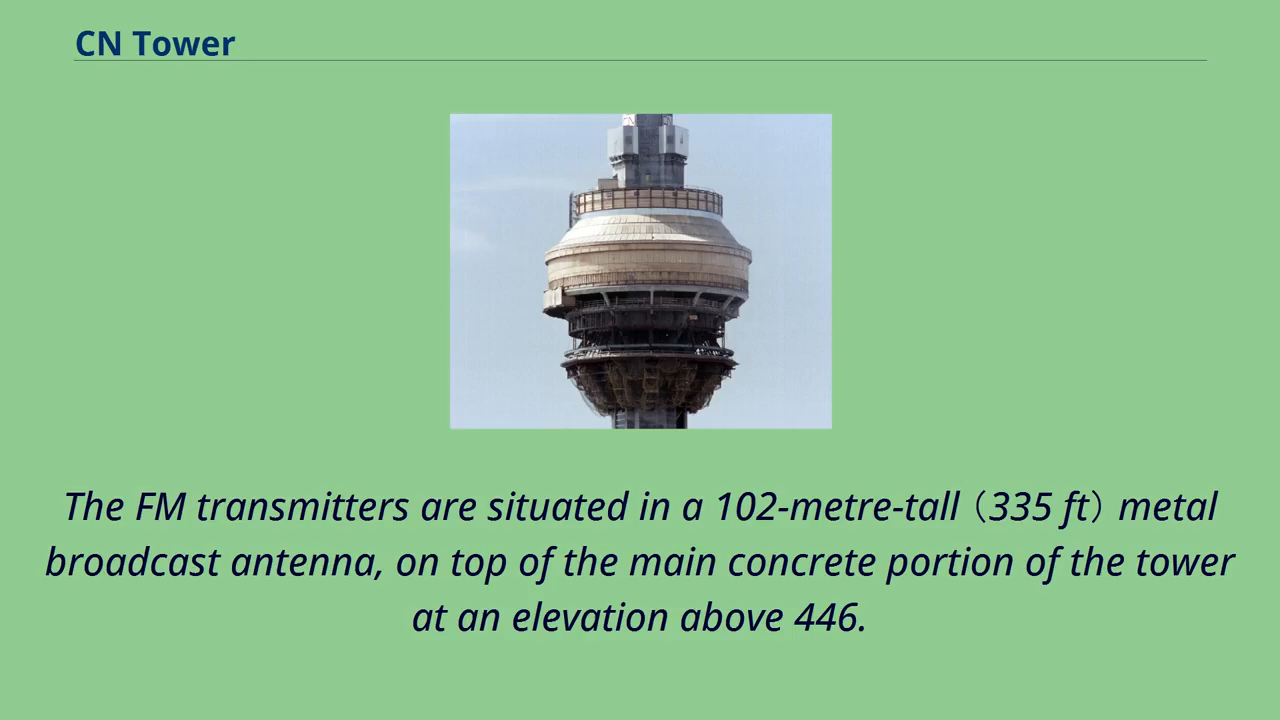 CN Tower
The FM transmitters are situated in a 102-metre-tall（335 ft）metal
broadcast antenna, on top of the main concrete portion of the tower
at an elevation above 446.